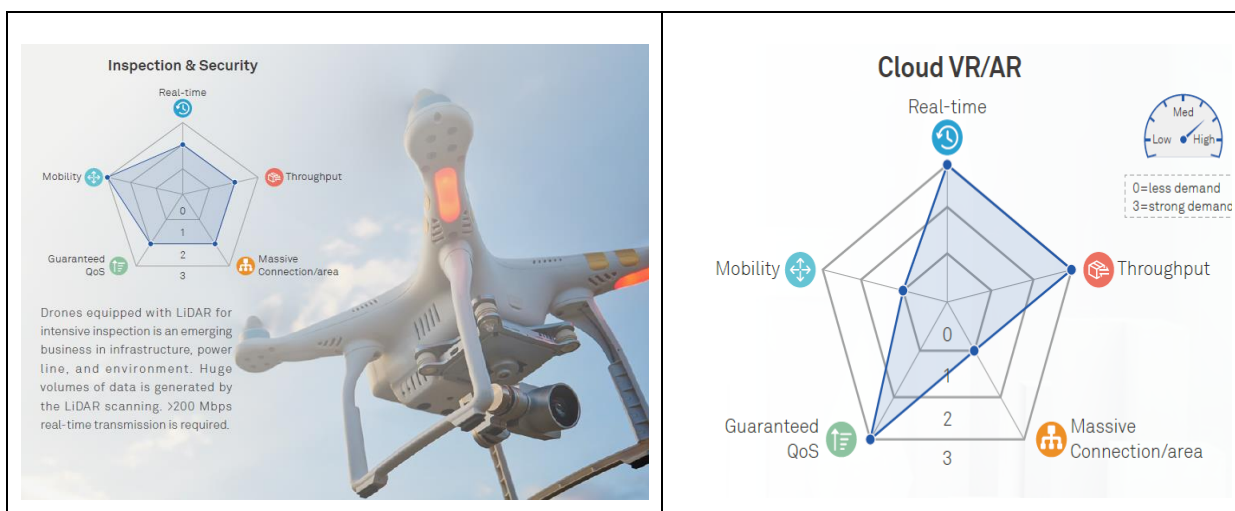 Inspection & Security
Real-time
Mobility
Throughput
0
1
2
3
Guaranteed
QoS
Massive
Connection/area
Drones equipped with LiDAR for
intensive inspection is an emerging
business in infrastructure, power
line, and environment. Huge
volumes of data is generated by
the LiDAR scanning. >200 Mbps
real-time transmission is required.
Cloud VR/AR
Real-time
Med
Low
High
0=less demand
3=strong demand
Mobility
Throughput
0
1
2
3
Guaranteed
QoS
Massive
Connection/area